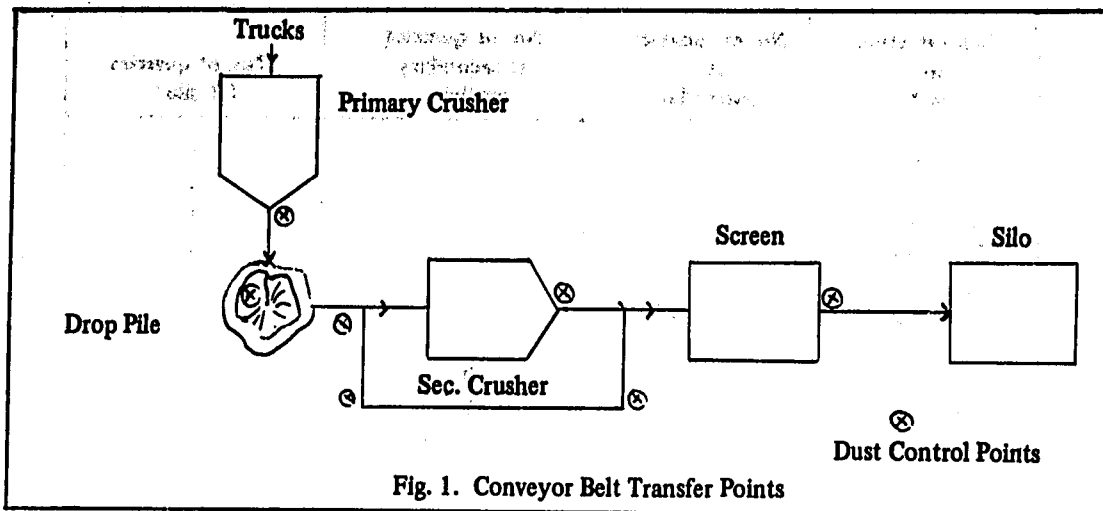 Trucks
Primary Crusher
Screen
Silo
Drop Pile
Sec. Crusher
Dust Control Points
Fig. 1. Conveyor Belt Transfer Points